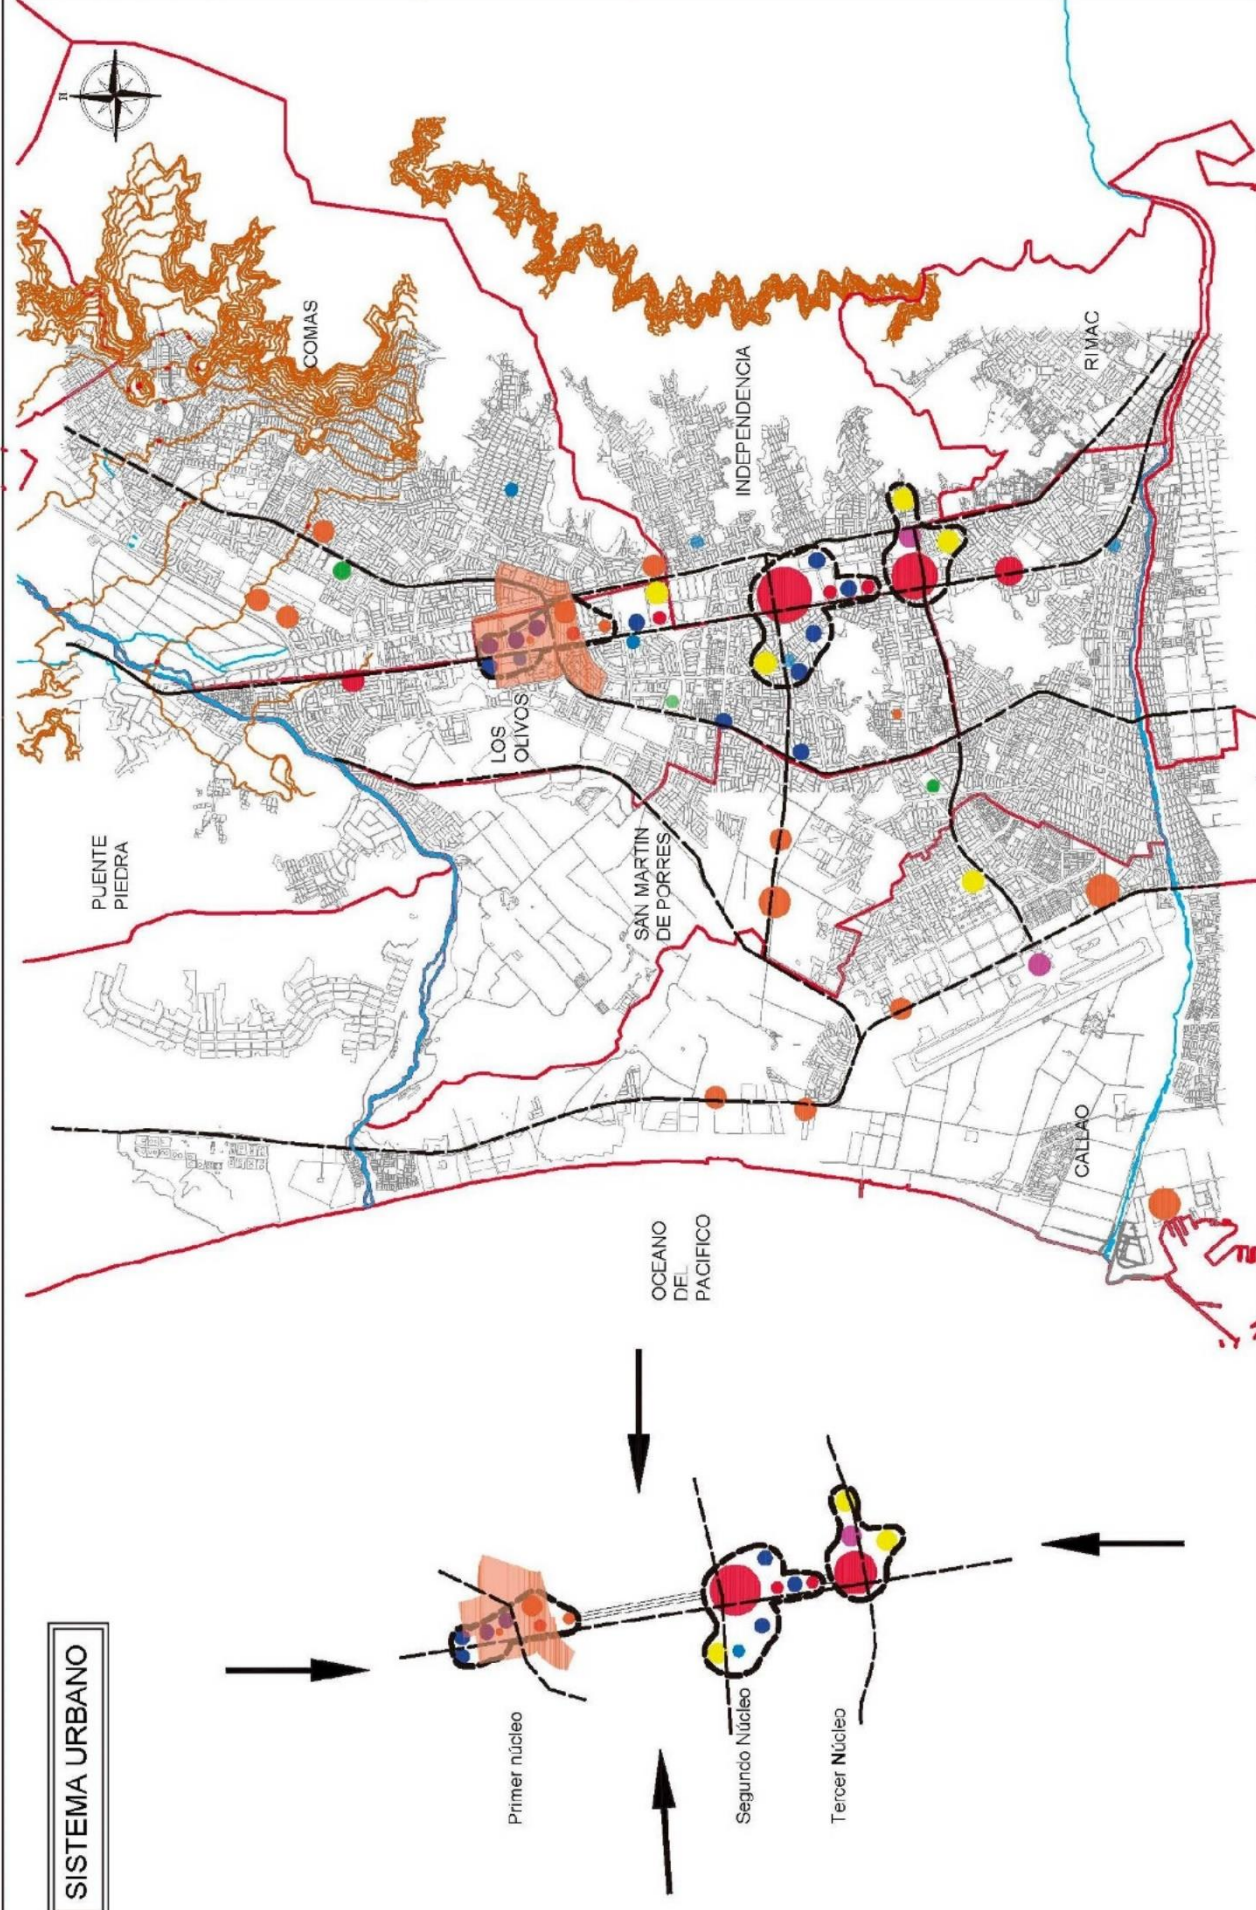 SISTEMA URBANO
Primer núcleo
Segundo Núcleo
Tercer Núcleo
N
COMAS
PUENTE
PIEDRA
LOS
OLIVOS
INDEPENDENCIA
RIMAC
SAN MARTIN
DE PORRES
CALLAO
OCEANO
DEL
PACIFICO